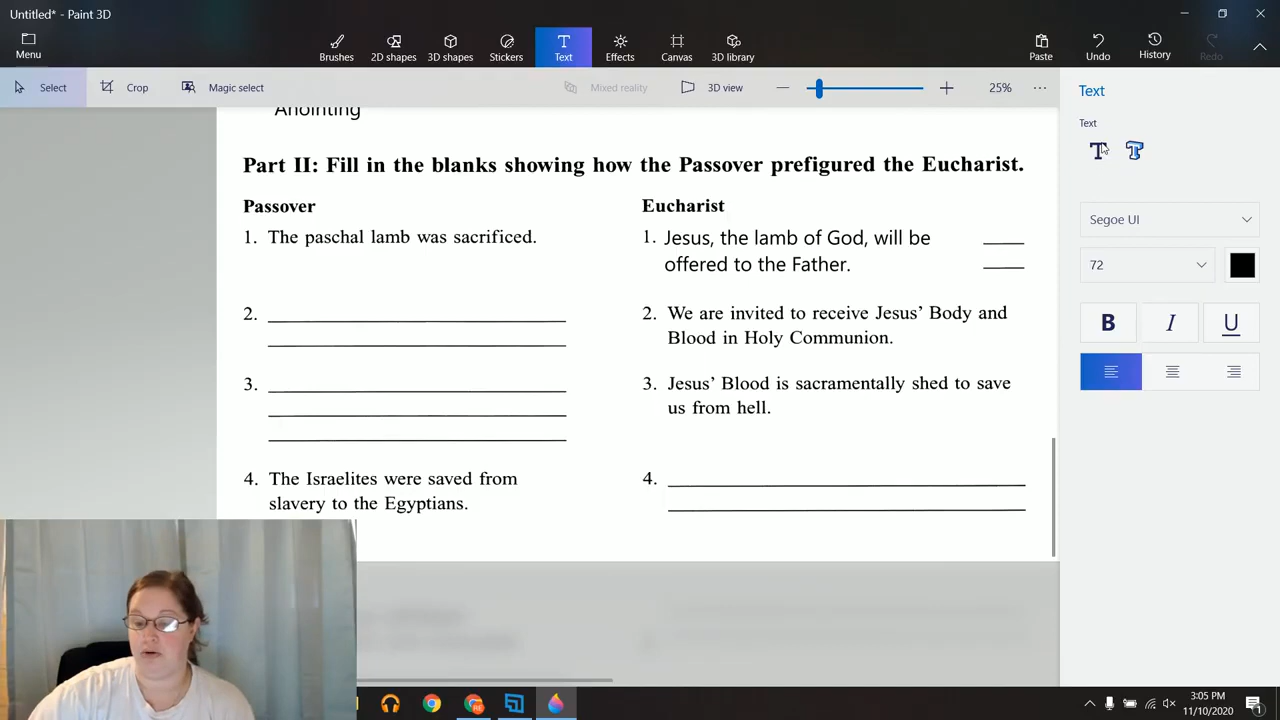 Untitled* - Paint 3D
Menu
Brushes
2D shapes
3D shapes
Stickers
Text
Effects
Canvas
3D library
Paste
Undo
History
Redo
Select
Crop
Magic select
Mixed reality
3D view
25%
Text
Text
Segoe UI
72
B I U
Anointing
Part II: Fill in the blanks showing how the Passover prefigured the Eucharist.
Passover
1. The paschal lamb was sacrificed.
2.
3.
4. The Israelites were saved from
slavery to the Egyptians.
Eucharist
1. Jesus, the lamb of God, will be
offered to the Father.
2. We are invited to receive Jesus' Body and
Blood in Holy Communion.
3. Jesus' Blood is sacramentally shed to save
us from hell.
4.
3:05 PM
11/10/2020
1